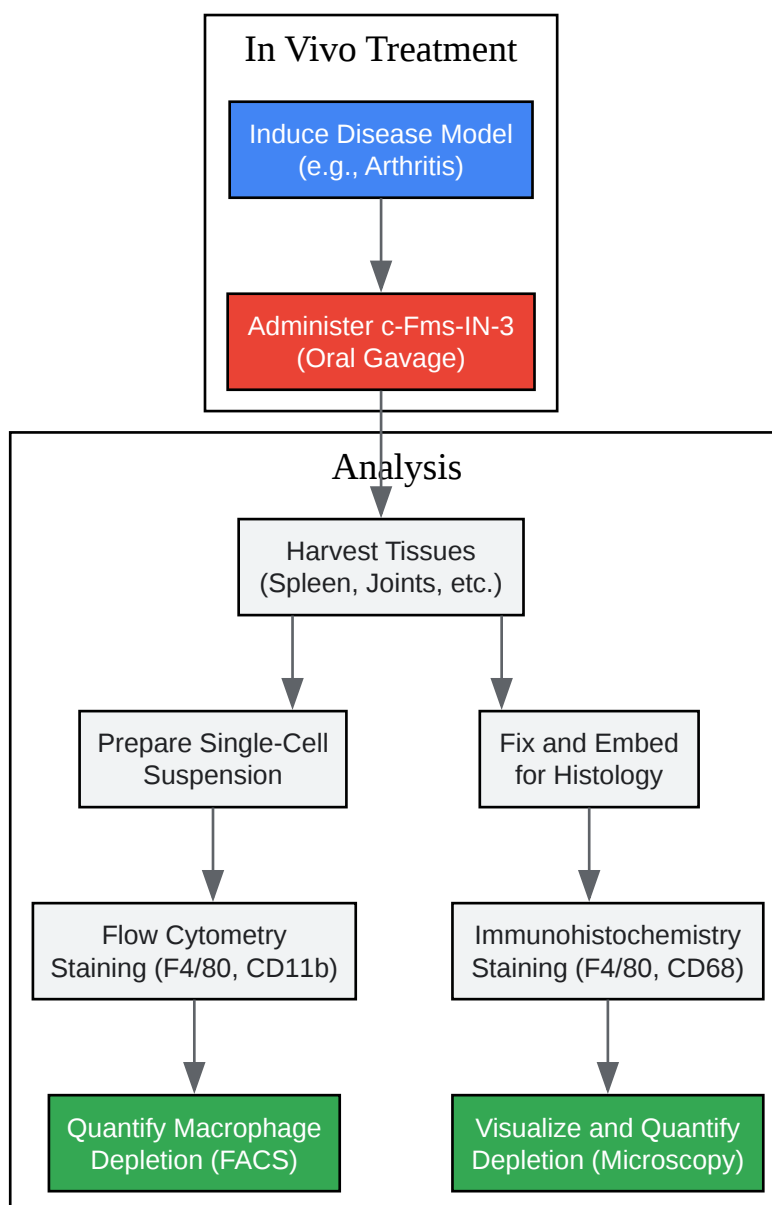 In Vivo Treatment
Induce Disease Model
(e.g., Arthritis)
Administer c-Fms-IN-3
(Oral Gavage)
Analysis
Harvest Tissues
(Spleen, Joints, etc.)
Prepare Single-Cell
Suspension
Fix and Embed
for Histology
Flow Cytometry
Staining (F4/80, CD11b)
Immunohistochemistry
Staining (F4/80, CD68)
Quantify Macrophage
Depletion (FACS)
Visualize and Quantify
Depletion (Microscopy)